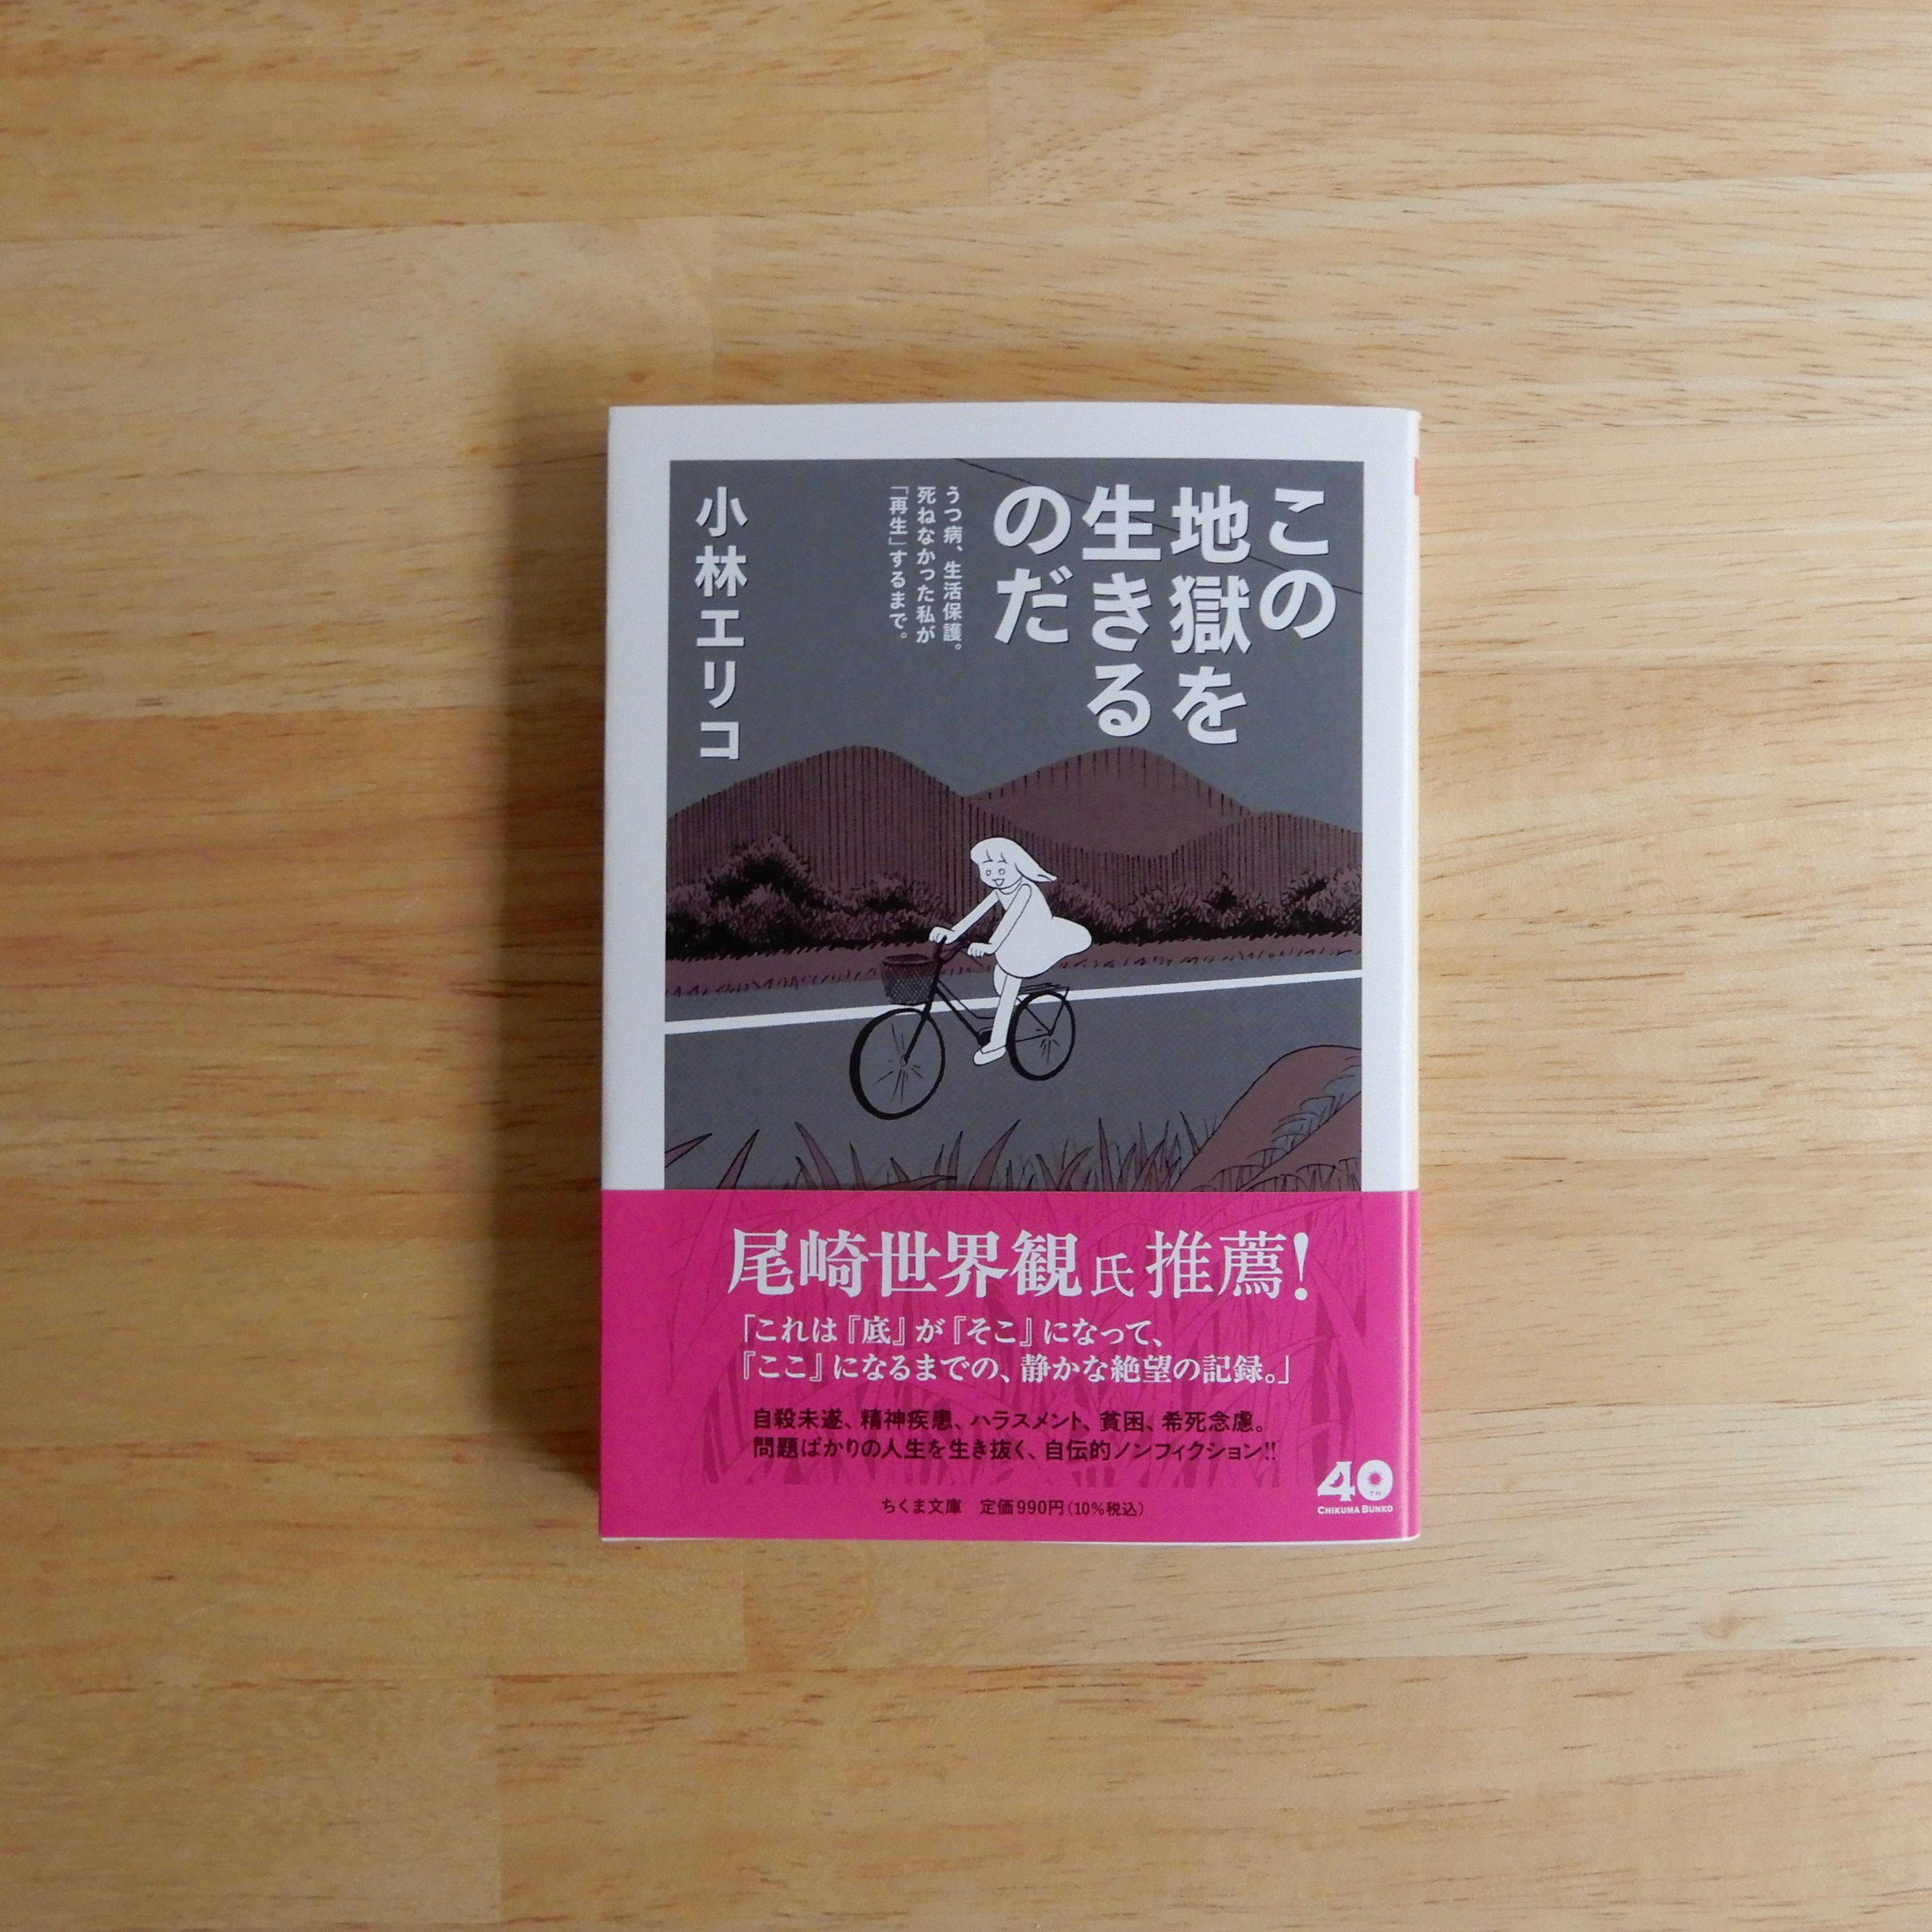 この
地獄を
生きる
のだ
うつ病、生活保護。
死ねなかった私が
「再生」するまで。
小林エリコ
尾崎世界観氏推薦!
「これは『底』が『そこ』になって、
『ここ』になるまでの、静かな絶望の記録。」
自殺未遂、精神疾患、ハラスメント、貧困、希死念慮。
問題ばかりの人生を生き抜く、自伝的ノンフィクション!!
ちくま文庫 定価990円(10%税込)
40TH
CHIKUMA BUNKO